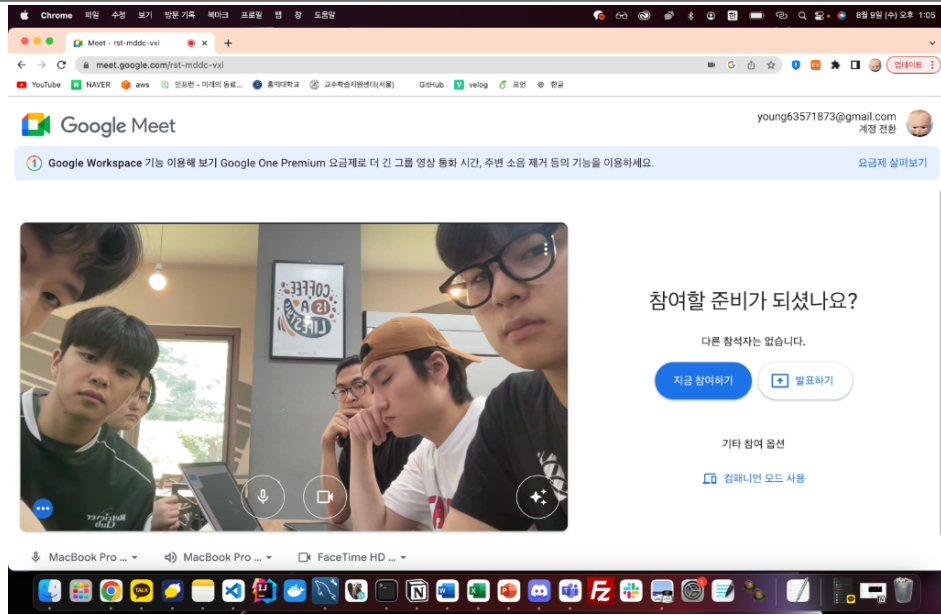 Chrome 파일 수정 보기 방문 기록 북마크 프로필 탭 창 도움말
8월 9일 (수) 오후 1:05
Meet - rst-mddc-vxi
meet.google.com/rst-mddc-vxi
업데이트
YouTube NAVER aws 인프런 - 미래의 동료... 홍익대학교 교수학습지원센터(서울) GitHub velog 프언 한글
Google Meet
young63571873@gmail.com
계정 전환
Google Workspace 기능 이용해 보기 Google One Premium 요금제로 더 긴 그룹 영상 통화 시간, 주변 소음 제거 등의 기능을 이용하세요.
요금제 살펴보기
COFFEE
IS A
LIFESTYLE
참여할 준비가 되셨나요?
다른 참석자는 없습니다.
지금 참여하기
발표하기
기타 참여 옵션
컴패니언 모드 사용
MacBook Pro ... MacBook Pro ... FaceTime HD ...
TALK